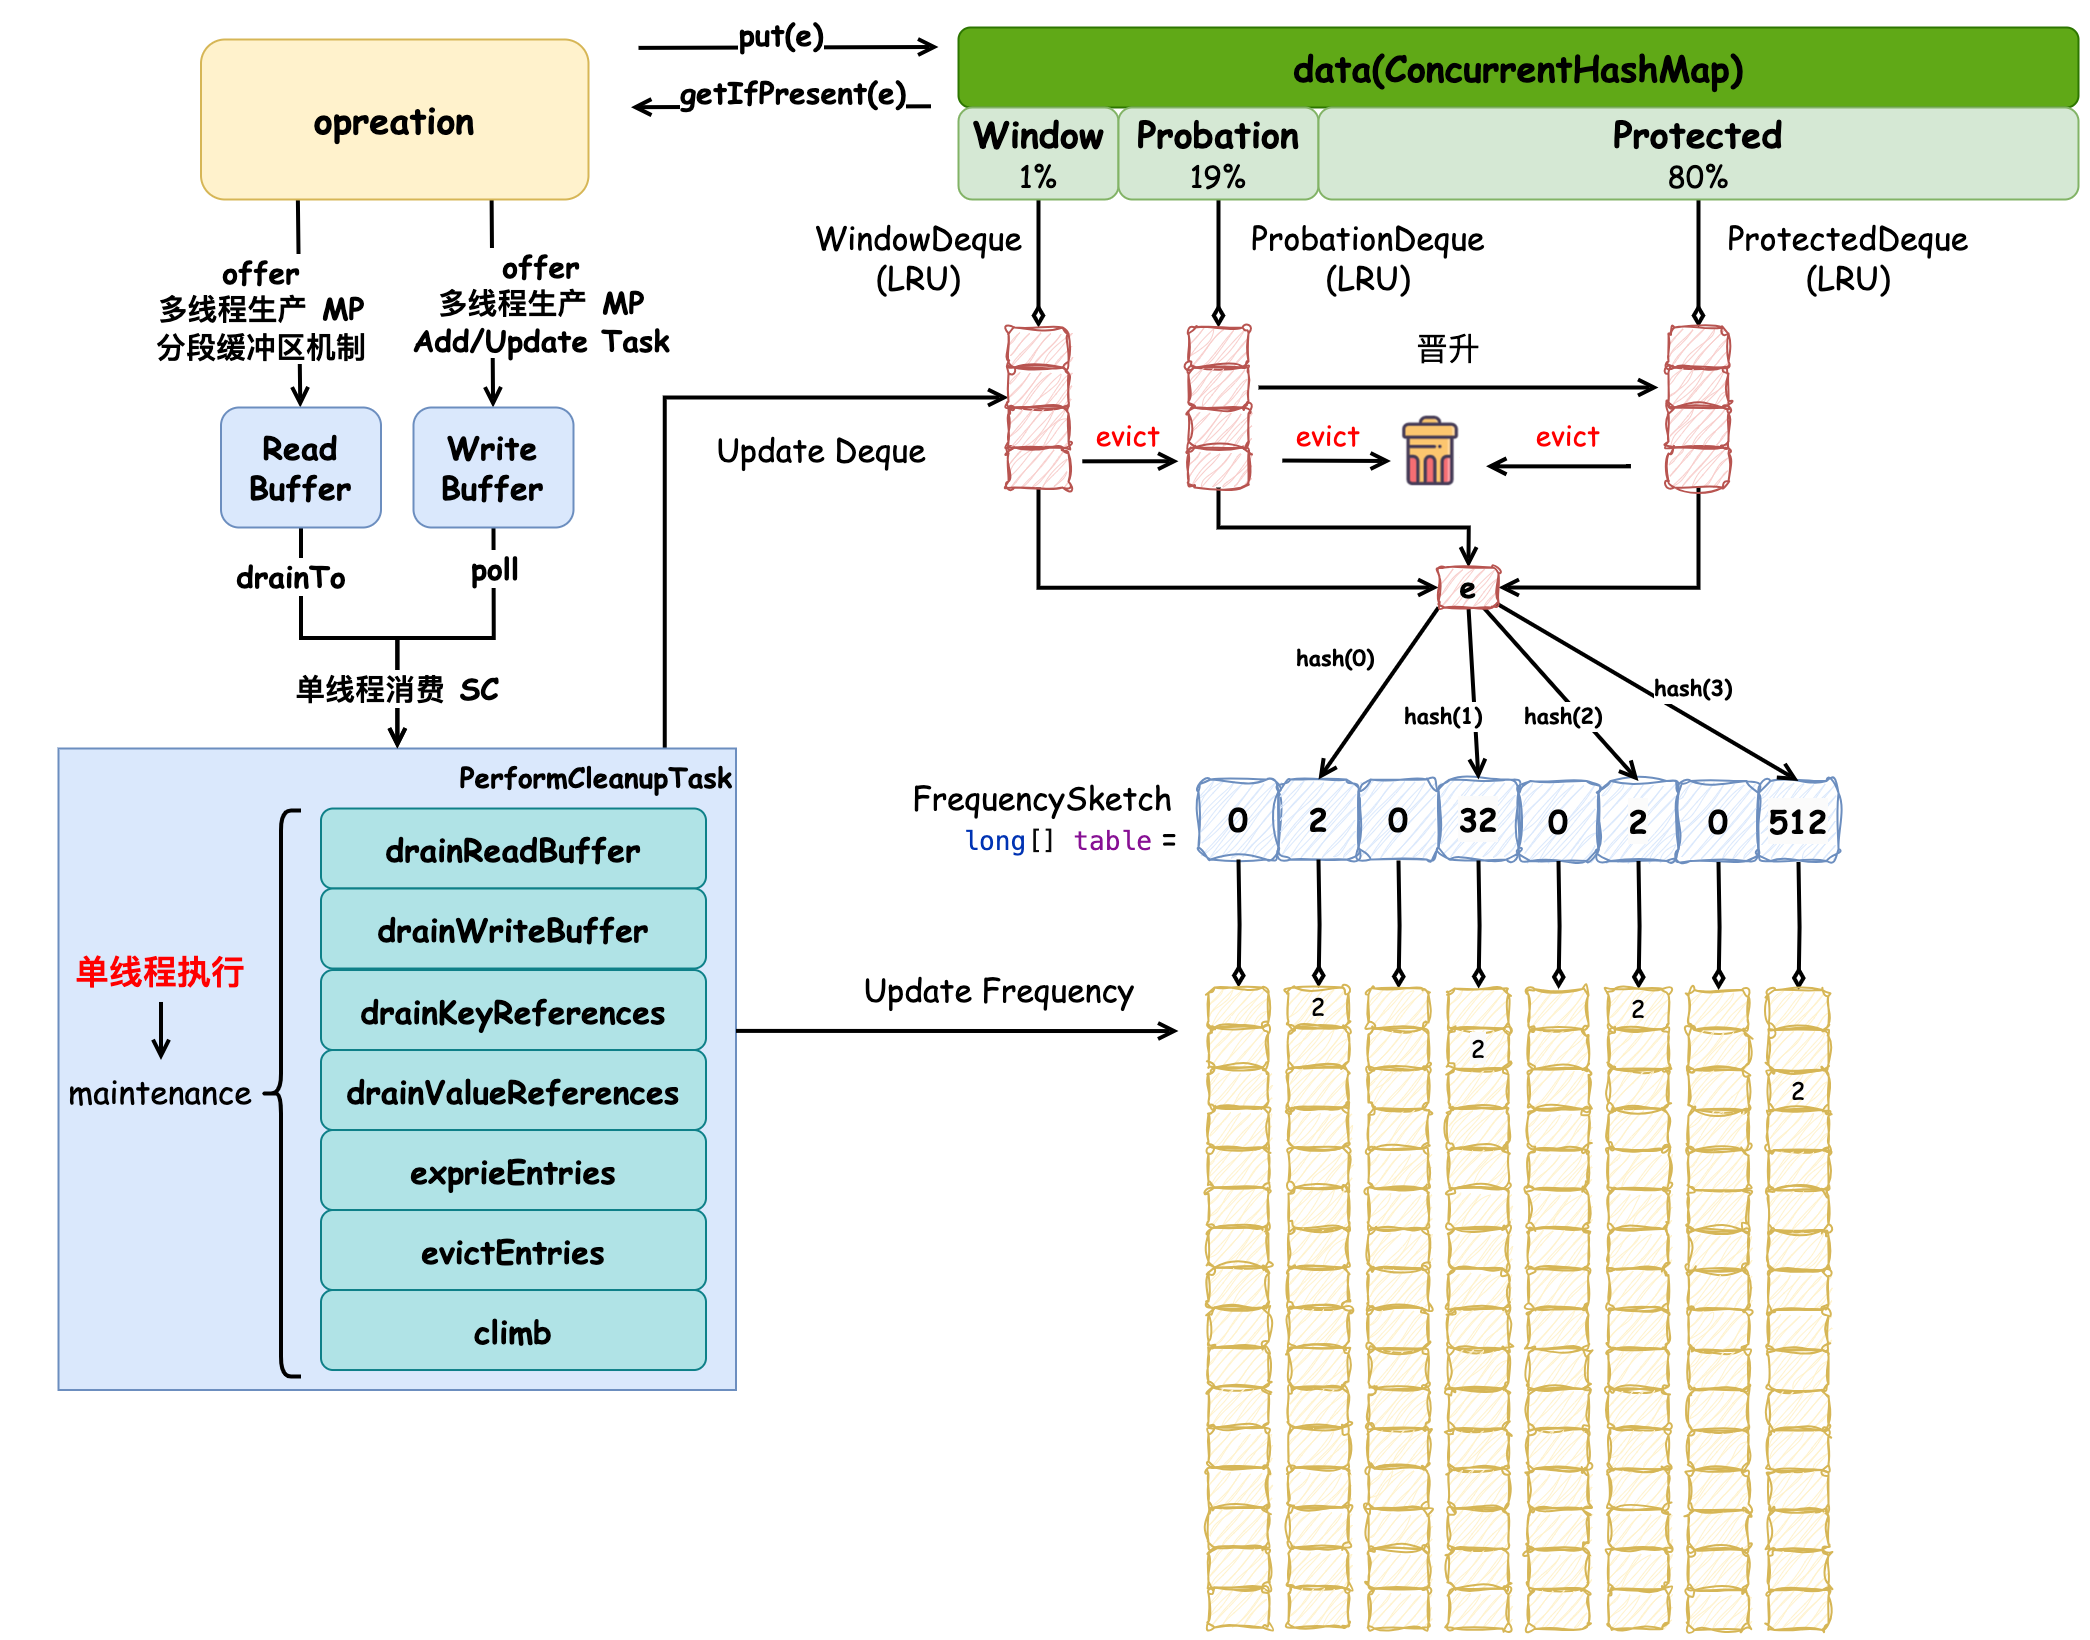 opreation
put(e)
getIfPresent(e)
data(ConcurrentHashMap)
Window
1%
Probation
19%
Protected
80%
offer
多线程生产 MP
分段缓冲区机制
offer
多线程生产 MP
Add/Update Task
Read
Buffer
Write
Buffer
drainTo
poll
单线程消费 SC
WindowDeque
(LRU)
ProbationDeque
(LRU)
ProtectedDeque
(LRU)
晋升
evict
evict
evict
Update Deque
e
hash(0)
hash(1)
hash(2)
hash(3)
PerformCleanupTask
drainReadBuffer
drainWriteBuffer
drainKeyReferences
drainValueReferences
exprieEntries
evictEntries
climb
单线程执行
maintenance
FrequencySketch
long[] table =
0 2 0 32 0 2 0 512
Update Frequency
2 2
2
2